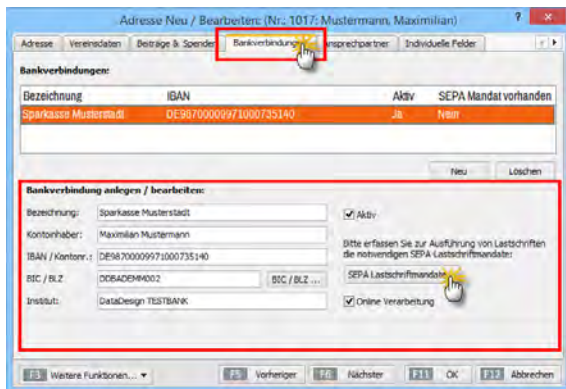 Adresse Neu / Bearbeiten: (Nr.: 1017: Mustermann, Maximilian)
Adresse Vereinsdaten Beiträge & Spenden Bankverbindungen Ansprechpartner Individuelle Felder
Bankverbindungen:
Bezeichnung IBAN Aktiv SEPA Mandat vorhanden
Sparkasse Musterstadt DE98700009971000735140 Ja Nein
Neu Löschen
Bankverbindung anlegen / bearbeiten:
Bezeichnung: Sparkasse Musterstadt Aktiv
Kontoinhaber: Maximilian Mustermann
Bitte erfassen Sie zur Ausführung von Lastschriften
die notwendigen SEPA-Lastschriftmandate:
IBAN / Kontonr.: DE98700009971000735140
BIC / BLZ DDBADEMM002 BIC / BLZ ... SEPA Lastschriftmandate
Institut: DataDesign TESTBANK Online Verarbeitung
F3 Weitere Funktionen... F5 Vorheriger F6 Nächster F11 OK F12 Abbrechen